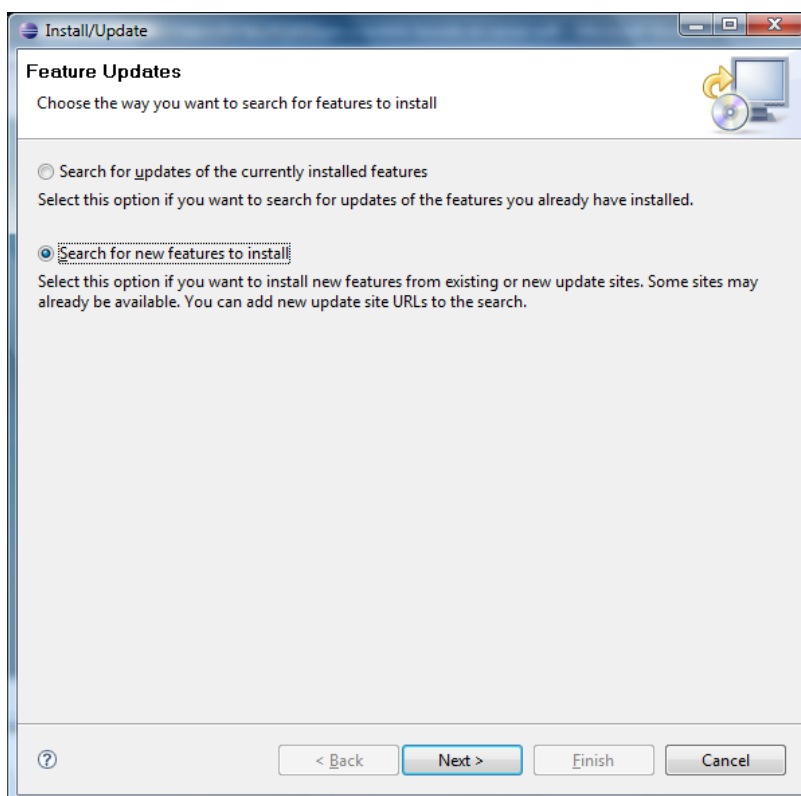 Install/Update
Feature Updates
Choose the way you want to search for features to install
Search for updates of the currently installed features
Select this option if you want to search for updates of the features you already have installed.
Search for new features to install
Select this option if you want to install new features from existing or new update sites. Some sites may
already be available. You can add new update site URLs to the search.
?
< Back
Next >
Finish
Cancel